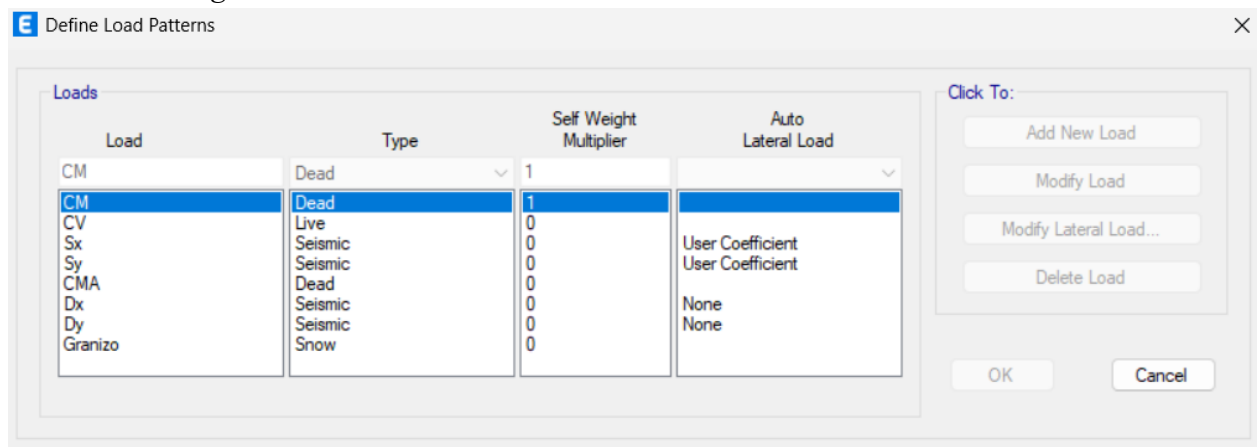 Define Load Patterns
Loads
Click To:
Load Type Self Weight Multiplier Auto Lateral Load
CM Dead 1
CM Dead 1
CV Live 0
Sx Seismic 0 User Coefficient
Sy Seismic 0 User Coefficient
CMA Dead 0
Dx Seismic 0 None
Dy Seismic 0 None
Granizo Snow 0
Add New Load
Modify Load
Modify Lateral Load...
Delete Load
OK Cancel